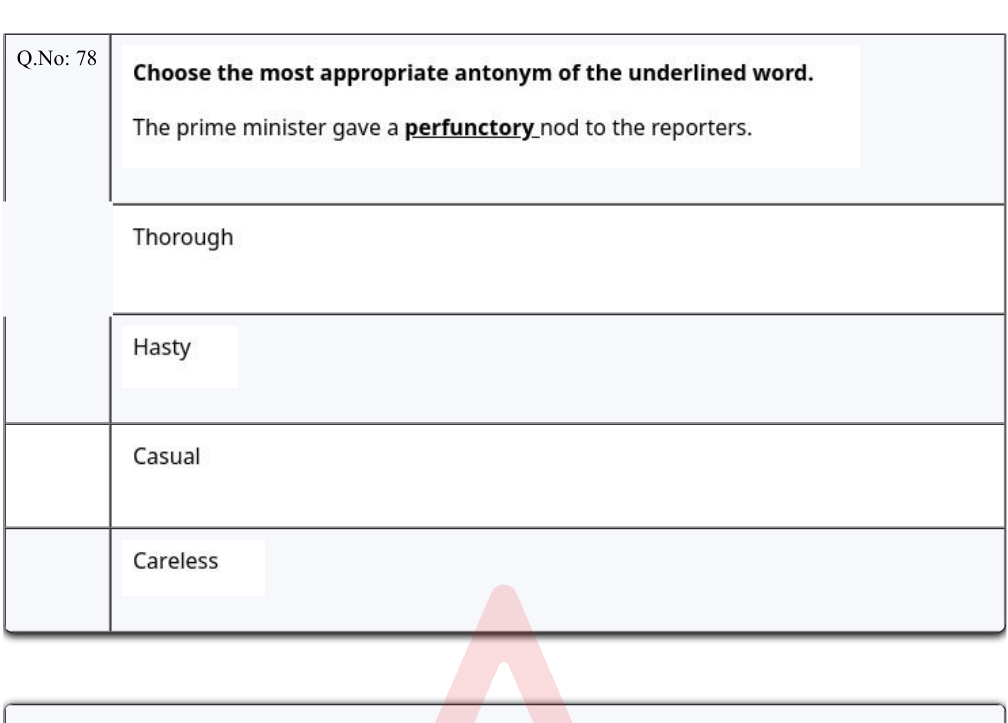 Q.No: 78
Choose the most appropriate antonym of the underlined word.
The prime minister gave a perfunctory nod to the reporters.
Thorough
Hasty
Casual
Careless